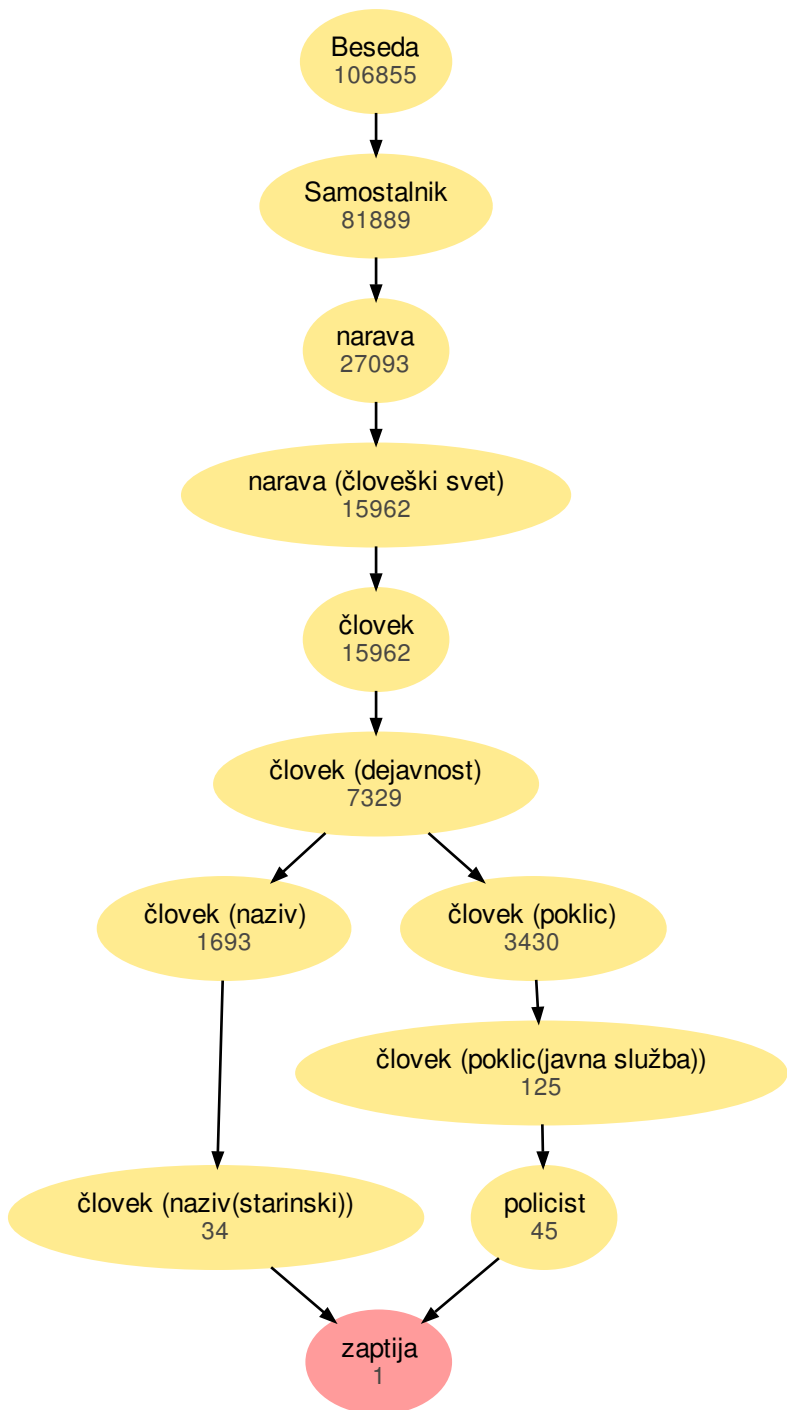 Beseda
106855
Samostalnik
81889
narava
27093
narava (človeški svet)
15962
človek
15962
človek (dejavnost)
7329
človek (naziv)
1693
človek (poklic)
3430
človek (poklic(javna služba))
125
človek (naziv(starinski))
34
policist
45
zaptija
1